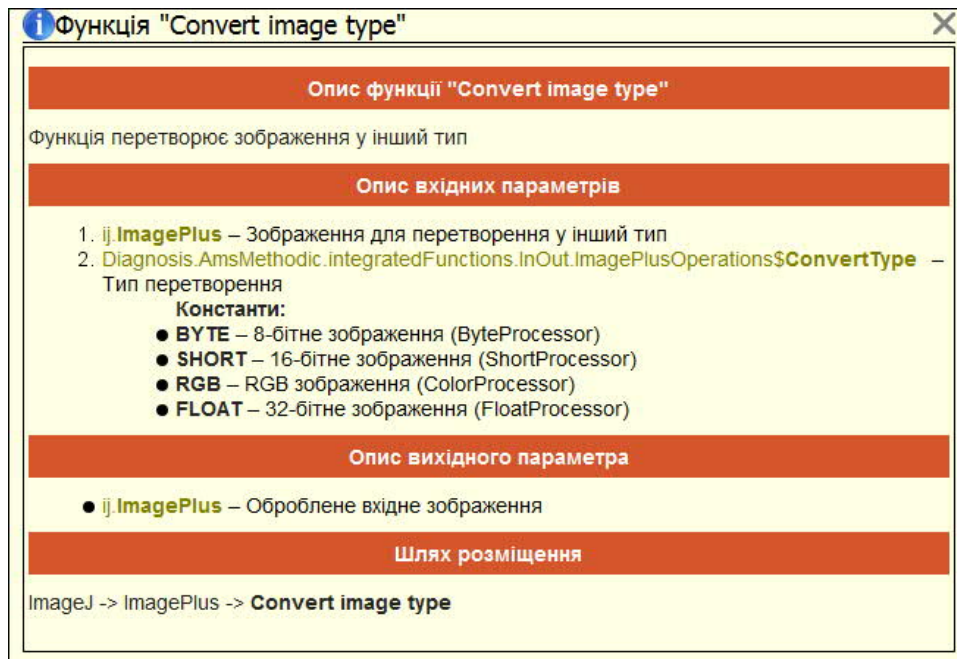 Функція "Convert image type"
Опис функції "Convert image type"
Функція перетворює зображення у інший тип
Опис вхідних параметрів
1. ij.ImagePlus – Зображення для перетворення у інший тип
2. Diagnosis.AmsMethodic.integratedFunctions.InOut.ImagePlusOperations$ConvertType –
Тип перетворення
Константи:
● BYTE – 8-бітне зображення (ByteProcessor)
● SHORT – 16-бітне зображення (ShortProcessor)
● RGB – RGB зображення (ColorProcessor)
● FLOAT – 32-бітне зображення (FloatProcessor)
Опис вихідного параметра
● ij.ImagePlus – Оброблене вхідне зображення
Шлях розміщення
ImageJ -> ImagePlus -> Convert image type